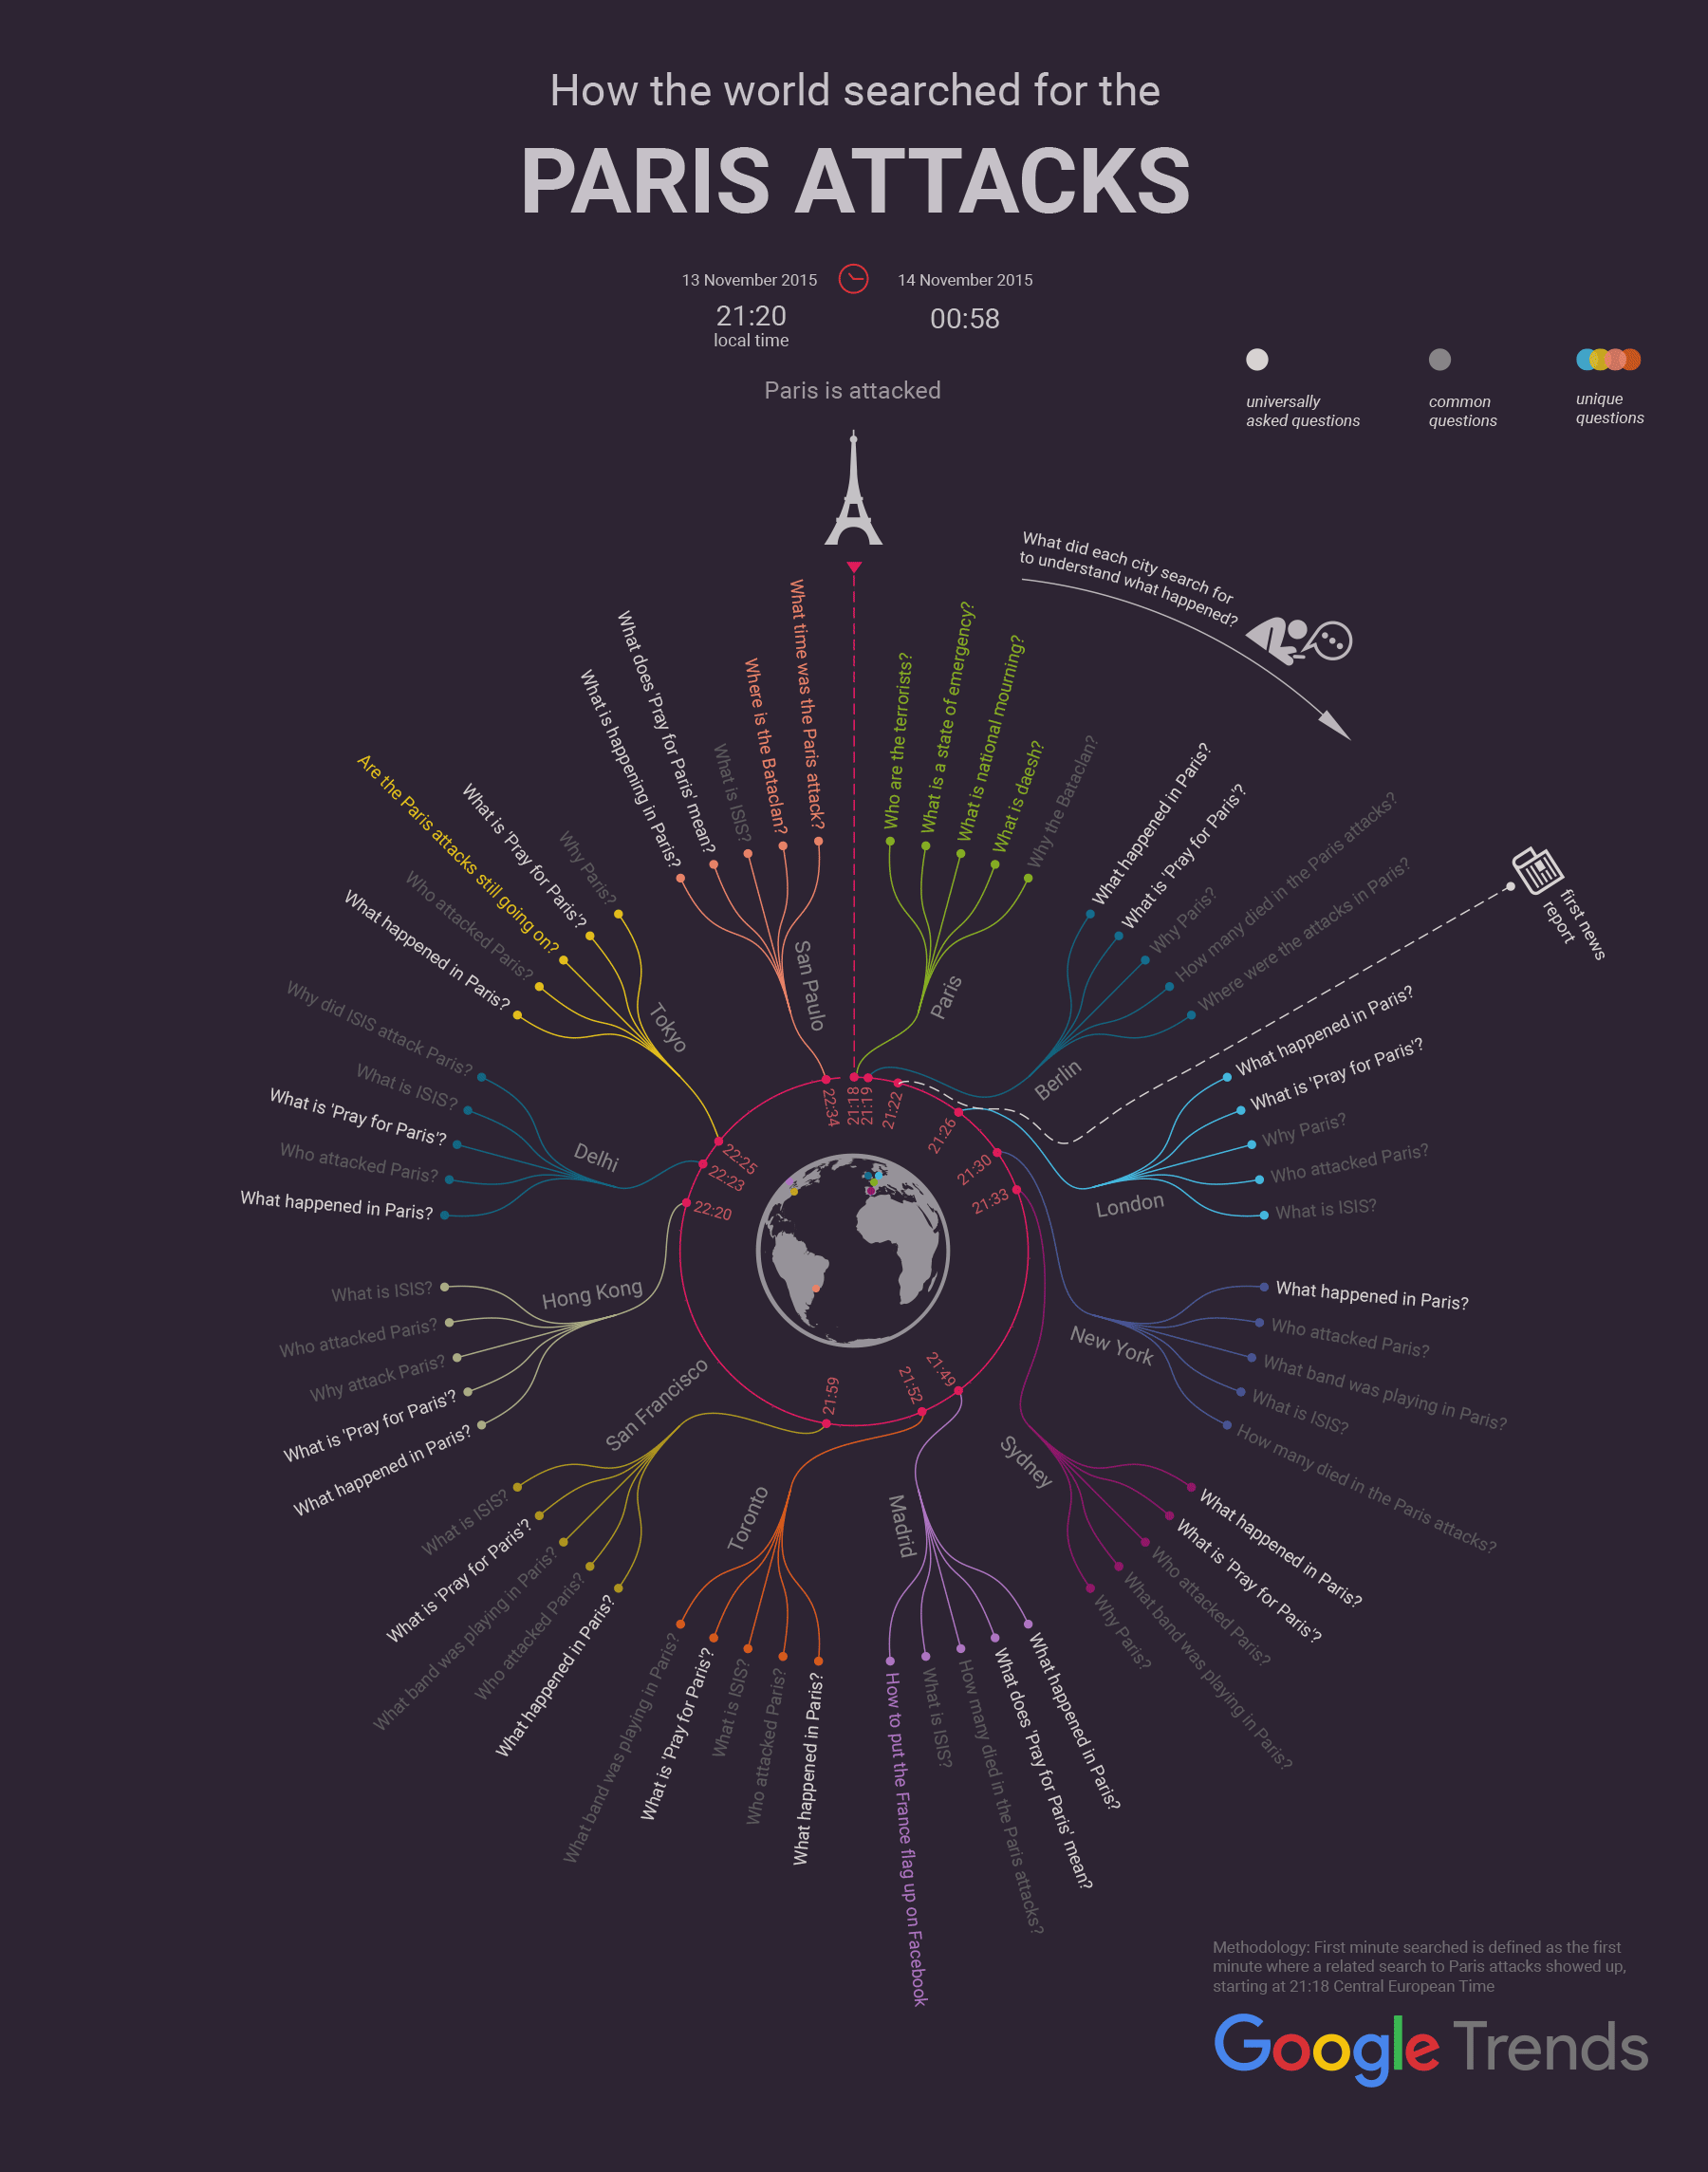 How the world searched for the
PARIS ATTACKS
13 November 2015
21:20
local time
14 November 2015
00:58
universally
asked questions
common
questions
unique
questions
Paris is attacked
What did each city search for
to understand what happened?
Paris
Who are the terrorists?
What is a state of emergency?
What is national mourning?
What is daesh?
Why the Bataclan?
Berlin
What happened in Paris?
What is 'Pray for Paris'?
Why Paris?
How many died in the Paris attacks?
Where were the attacks in Paris?
first news
report
London
What happened in Paris?
What is 'Pray for Paris'?
Why Paris?
Who attacked Paris?
What is ISIS?
New York
What happened in Paris?
Who attacked Paris?
What band was playing in Paris?
What is ISIS?
How many died in the Paris attacks?
Sydney
What happened in Paris?
What is 'Pray for Paris'?
Who attacked Paris?
What band was playing in Paris?
Why Paris?
Madrid
What happened in Paris?
What does 'Pray for Paris' mean?
How many died in the Paris attacks?
What is ISIS?
How to put the France flag up on Facebook
Toronto
What happened in Paris?
Who attacked Paris?
What is ISIS?
What is 'Pray for Paris'?
What band was playing in Paris?
San Francisco
What happened in Paris?
Who attacked Paris?
What band was playing in Paris?
What is 'Pray for Paris'?
What is ISIS?
Hong Kong
What happened in Paris?
What is 'Pray for Paris'?
Why attack Paris?
Who attacked Paris?
What is ISIS?
Delhi
What happened in Paris?
Who attacked Paris?
What is 'Pray for Paris'?
What is ISIS?
Why did ISIS attack Paris?
Tokyo
What happened in Paris?
Who attacked Paris?
Are the Paris attacks still going on?
What is 'Pray for Paris'?
Why Paris?
San Paulo
What is happening in Paris?
What does 'Pray for Paris' mean?
What is ISIS?
Where is the Bataclan?
What time was the Paris attack?
21:18
21:19
21:22
21:26
21:30
21:33
21:49
21:52
21:59
22:20
22:23
22:25
22:34
Methodology: First minute searched is defined as the first
minute where a related search to Paris attacks showed up,
starting at 21:18 Central European Time
Google Trends